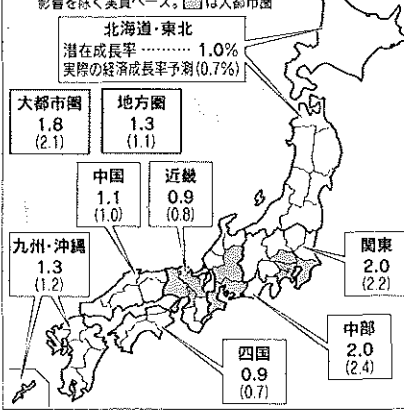 影響を除く実質ベース。は大都市圏
北海道・東北
潜在成長率………1.0%
実際の経済成長率予測(0.7%)
大都市圏
1.8
(2.1)
地方圏
1.3
(1.1)
中国
1.1
(1.0)
近畿
0.9
(0.8)
九州・沖縄
1.3
(1.2)
関東
2.0
(2.2)
中部
2.0
(2.4)
四国
0.9
(0.7)